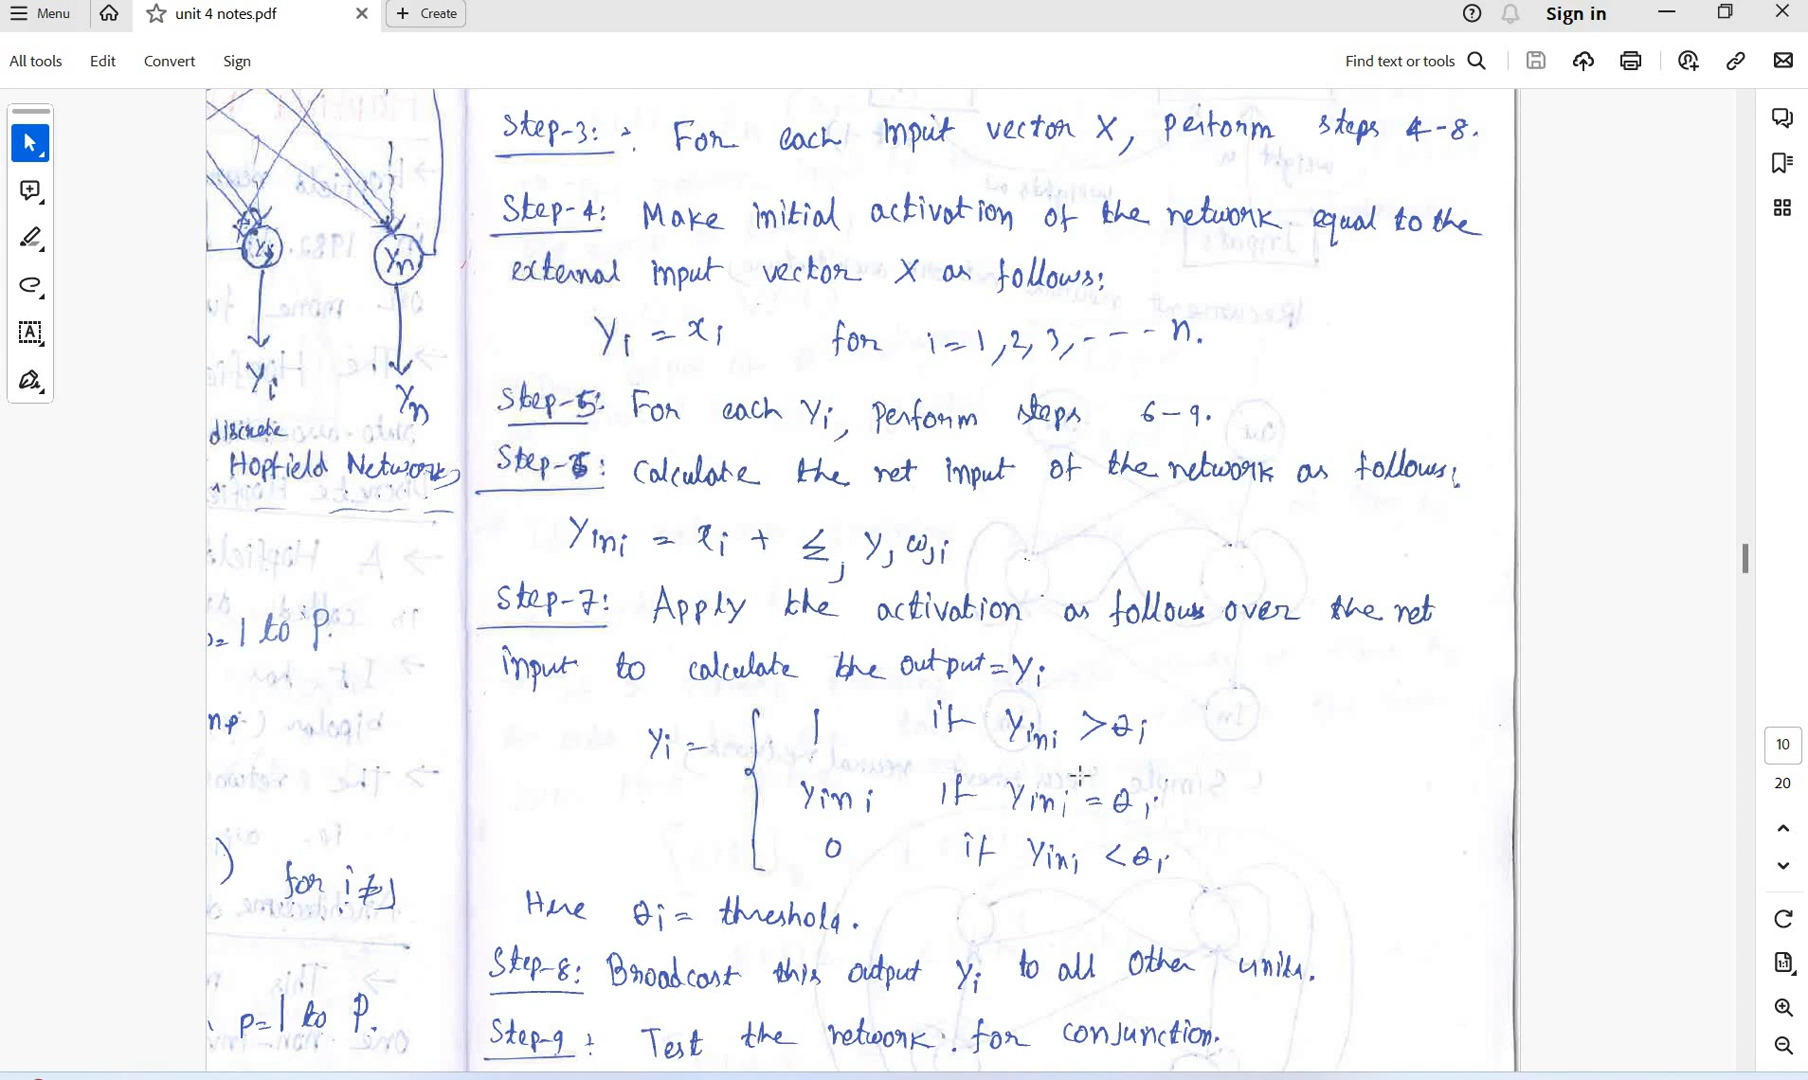 Menu
unit 4 notes.pdf
+ Create
Sign in
All tools Edit Convert Sign
Find text or tools
Step-3: For each Input vector X, perform steps 4-8.
Step-4: Make initial activation of the network equal to the
external input vector X as follows:
Yi = xi for i=1,2,3,---n.
Step-5: For each Yi, perform steps 6-9.
Step-6: Calculate the net input of the network as follows:
Yini = xi + Σj Yj wji
Step-7: Apply the activation as follows over the net
input to calculate the output = Yi
Yi = { 1 if Yini > θi
Yini if Yini = θi
0 if Yini < θi
Here θi = threshold.
Step-8: Broadcast this output Yi to all other units.
Step-9: Test the network for conjunction.
Yn
Yi
Yn
discrete
Hopfield Network
p=1 to P.
) for i≠j
p=1 to P.
10
20